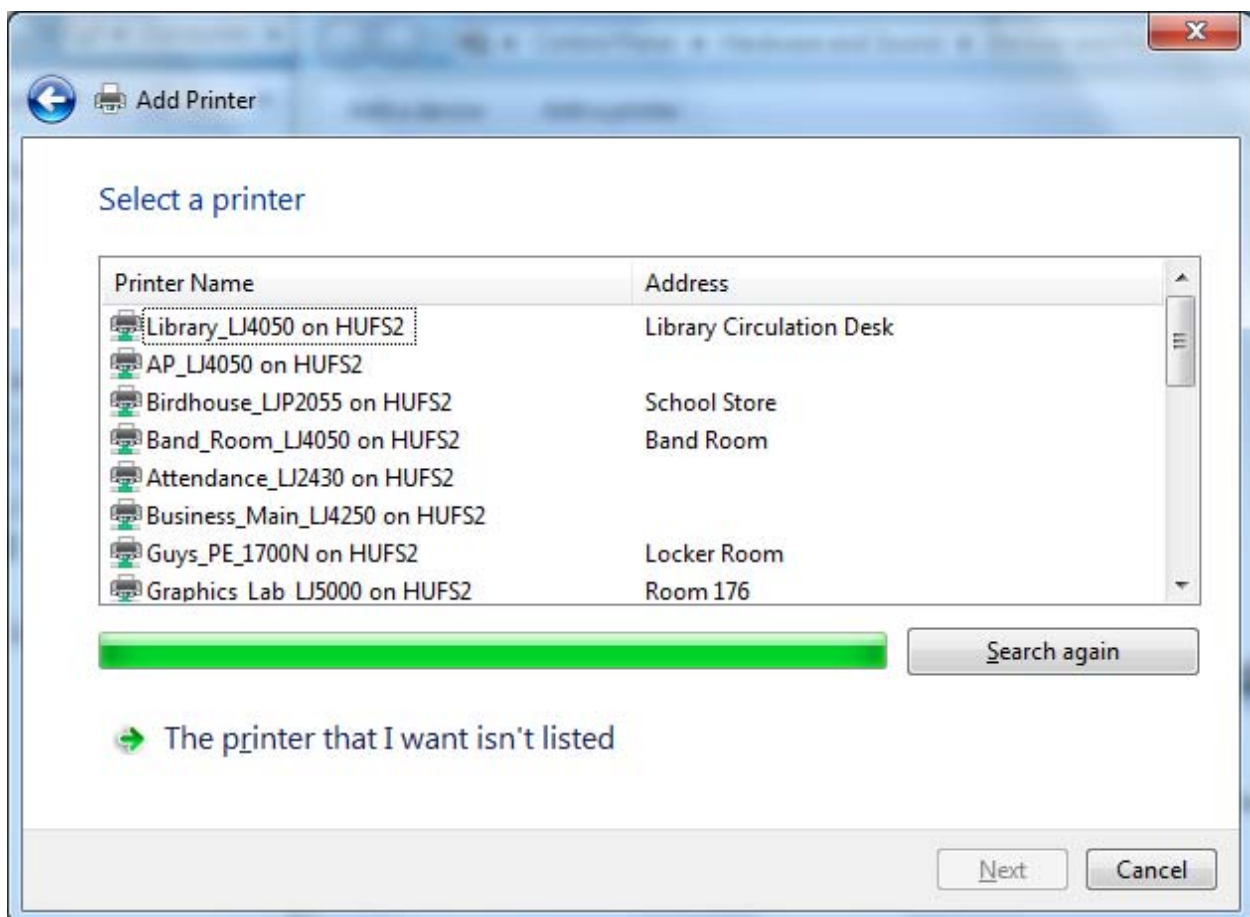 Add Printer
Select a printer
Printer Name Address
Library_LJ4050 on HUFS2 Library Circulation Desk
AP_LJ4050 on HUFS2
Birdhouse_LJP2055 on HUFS2 School Store
Band_Room_LJ4050 on HUFS2 Band Room
Attendance_LJ2430 on HUFS2
Business_Main_LJ4250 on HUFS2
Guys_PE_1700N on HUFS2 Locker Room
Graphics_Lab_LJ5000 on HUFS2 Room 176
Search again
The printer that I want isn't listed
Next Cancel